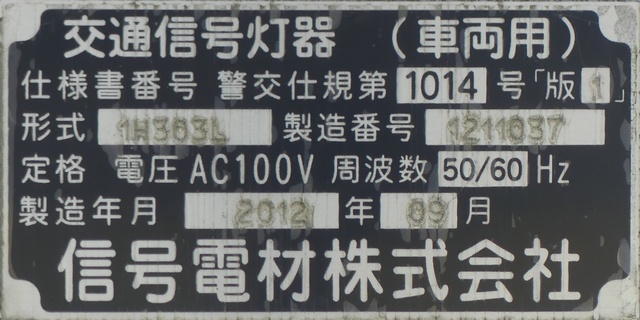 交通信号灯器 （車両用）
仕様書番号 警交仕規第 1014 号「版 1」
形式 1H363L 製造番号 1211037
定格 電圧 AC100V 周波数 50/60 Hz
製造年月 2012 年 09 月
信号電材株式会社